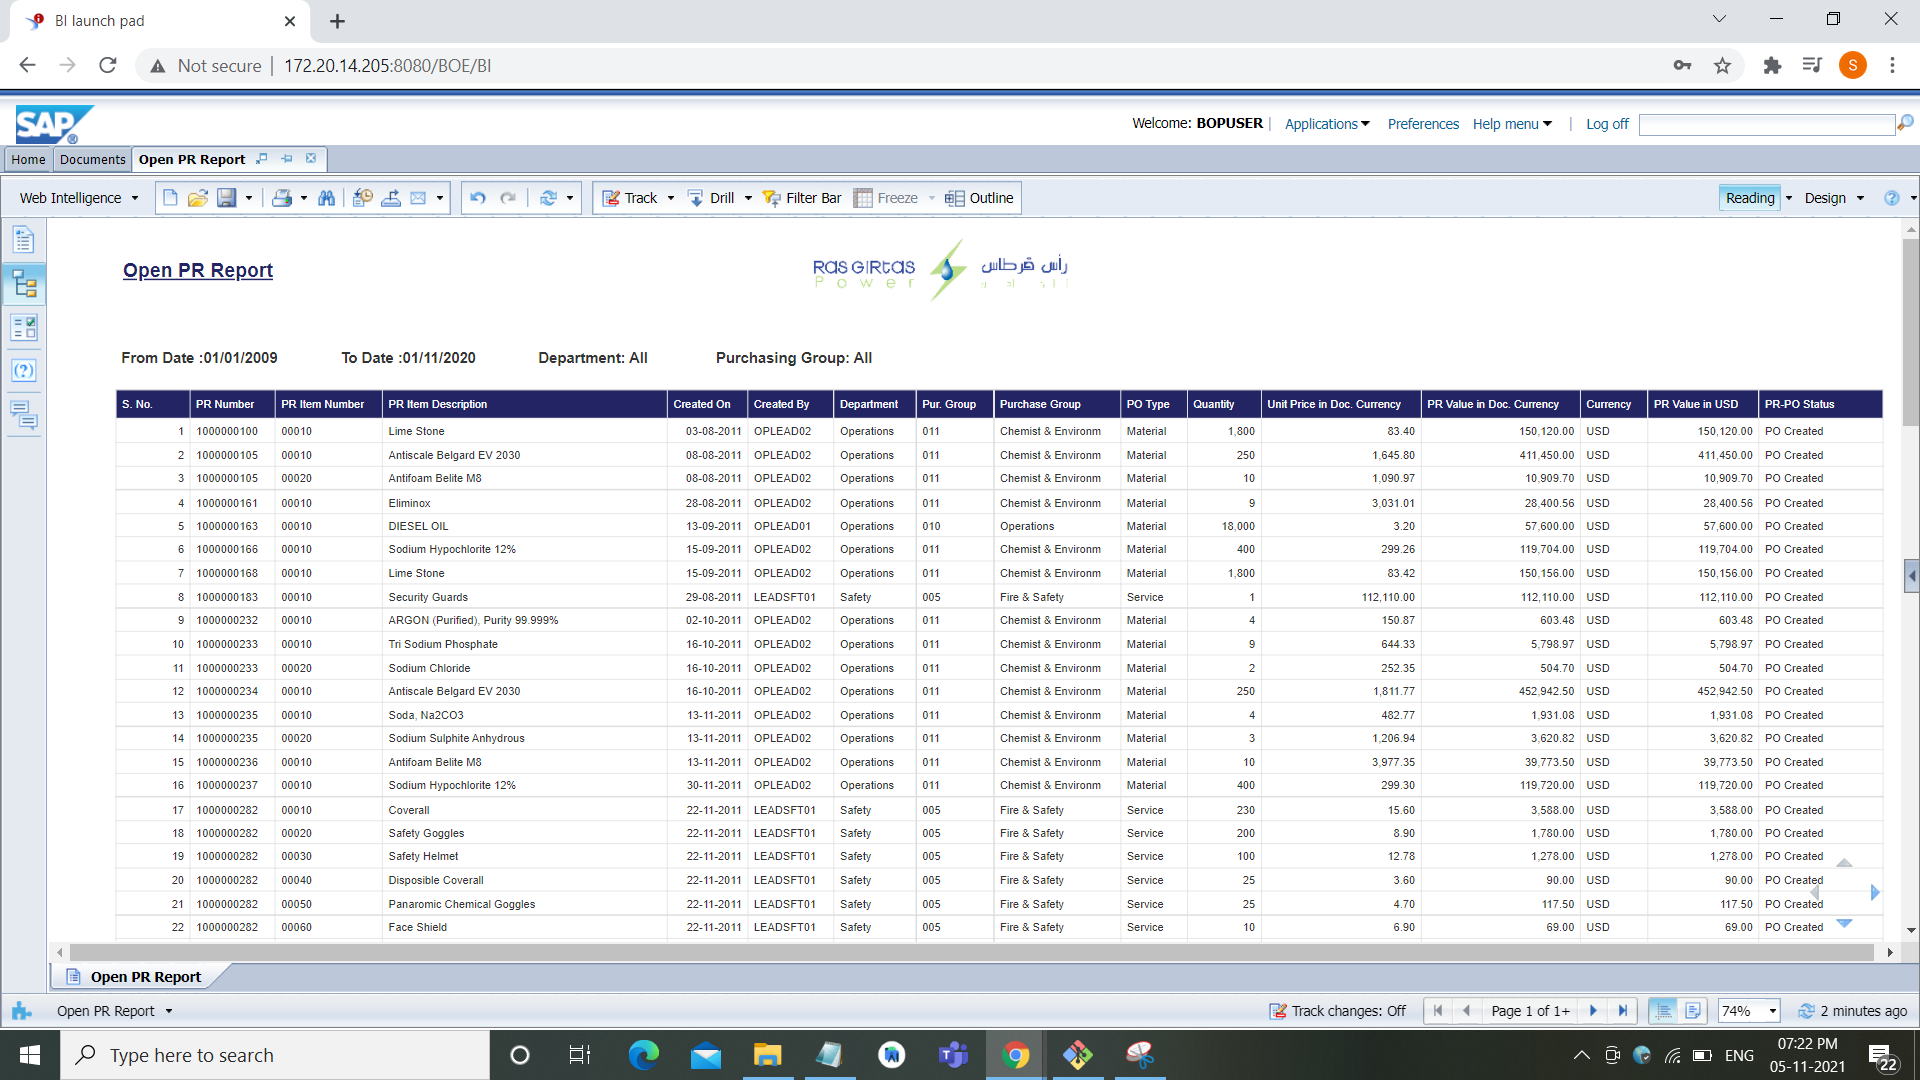 BI launch pad
Not secure | 172.20.14.205:8080/BOE/BI
SAP
Welcome: BOPUSER | Applications Preferences Help menu | Log off
Home Documents Open PR Report
Web Intelligence Track Drill Filter Bar Freeze Outline Reading Design
Open PR Report
RAS GIRTAS رأس قرطاس
Power
From Date :01/01/2009 To Date :01/11/2020 Department: All Purchasing Group: All
S. No. PR Number PR Item Number PR Item Description Created On Created By Department Pur. Group Purchase Group PO Type Quantity Unit Price in Doc. Currency PR Value in Doc. Currency Currency PR Value in USD PR-PO Status
1 1000000100 00010 Lime Stone 03-08-2011 OPLEAD02 Operations 011 Chemist & Environm Material 1,800 83.40 150,120.00 USD 150,120.00 PO Created
2 1000000105 00010 Antiscale Belgard EV 2030 08-08-2011 OPLEAD02 Operations 011 Chemist & Environm Material 250 1,645.80 411,450.00 USD 411,450.00 PO Created
3 1000000105 00020 Antifoam Belite M8 08-08-2011 OPLEAD02 Operations 011 Chemist & Environm Material 10 1,090.97 10,909.70 USD 10,909.70 PO Created
4 1000000161 00010 Eliminox 28-08-2011 OPLEAD02 Operations 011 Chemist & Environm Material 9 3,031.01 28,400.56 USD 28,400.56 PO Created
5 1000000163 00010 DIESEL OIL 13-09-2011 OPLEAD01 Operations 010 Operations Material 18,000 3.20 57,600.00 USD 57,600.00 PO Created
6 1000000166 00010 Sodium Hypochlorite 12% 15-09-2011 OPLEAD02 Operations 011 Chemist & Environm Material 400 299.26 119,704.00 USD 119,704.00 PO Created
7 1000000168 00010 Lime Stone 15-09-2011 OPLEAD02 Operations 011 Chemist & Environm Material 1,800 83.42 150,156.00 USD 150,156.00 PO Created
8 1000000183 00010 Security Guards 29-08-2011 LEADSFT01 Safety 005 Fire & Safety Service 1 112,110.00 112,110.00 USD 112,110.00 PO Created
9 1000000232 00010 ARGON (Purified), Purity 99.999% 02-10-2011 OPLEAD02 Operations 011 Chemist & Environm Material 4 150.87 603.48 USD 603.48 PO Created
10 1000000233 00010 Tri Sodium Phosphate 16-10-2011 OPLEAD02 Operations 011 Chemist & Environm Material 9 644.33 5,798.97 USD 5,798.97 PO Created
11 1000000233 00020 Sodium Chloride 16-10-2011 OPLEAD02 Operations 011 Chemist & Environm Material 2 252.35 504.70 USD 504.70 PO Created
12 1000000234 00010 Antiscale Belgard EV 2030 16-10-2011 OPLEAD02 Operations 011 Chemist & Environm Material 250 1,811.77 452,942.50 USD 452,942.50 PO Created
13 1000000235 00010 Soda, Na2CO3 13-11-2011 OPLEAD02 Operations 011 Chemist & Environm Material 4 482.77 1,931.08 USD 1,931.08 PO Created
14 1000000235 00020 Sodium Sulphite Anhydrous 13-11-2011 OPLEAD02 Operations 011 Chemist & Environm Material 3 1,206.94 3,620.82 USD 3,620.82 PO Created
15 1000000236 00010 Antifoam Belite M8 13-11-2011 OPLEAD02 Operations 011 Chemist & Environm Material 10 3,977.35 39,773.50 USD 39,773.50 PO Created
16 1000000237 00010 Sodium Hypochlorite 12% 30-11-2011 OPLEAD02 Operations 011 Chemist & Environm Material 400 299.30 119,720.00 USD 119,720.00 PO Created
17 1000000282 00010 Coverall 22-11-2011 LEADSFT01 Safety 005 Fire & Safety Service 230 15.60 3,588.00 USD 3,588.00 PO Created
18 1000000282 00020 Safety Goggles 22-11-2011 LEADSFT01 Safety 005 Fire & Safety Service 200 8.90 1,780.00 USD 1,780.00 PO Created
19 1000000282 00030 Safety Helmet 22-11-2011 LEADSFT01 Safety 005 Fire & Safety Service 100 12.78 1,278.00 USD 1,278.00 PO Created
20 1000000282 00040 Disposible Coverall 22-11-2011 LEADSFT01 Safety 005 Fire & Safety Service 25 3.60 90.00 USD 90.00 PO Created
21 1000000282 00050 Panaromic Chemical Goggles 22-11-2011 LEADSFT01 Safety 005 Fire & Safety Service 25 4.70 117.50 USD 117.50 PO Created
22 1000000282 00060 Face Shield 22-11-2011 LEADSFT01 Safety 005 Fire & Safety Service 10 6.90 69.00 USD 69.00 PO Created
Open PR Report
Open PR Report Track changes: Off Page 1 of 1+ 74% 2 minutes ago
Type here to search ENG 07:22 PM
05-11-2021 22